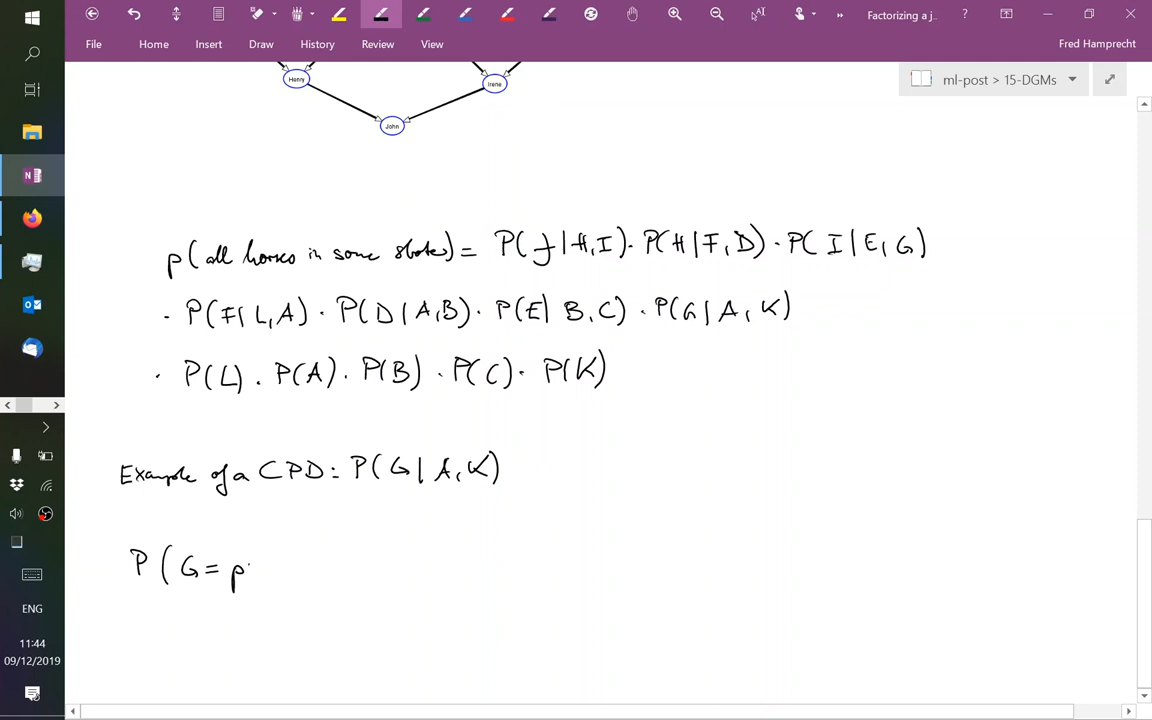 Factorizing a j...
File Home Insert Draw History Review View
Fred Hamprecht
ml-post > 15-DGMs
Henry
Irene
John
p(all horses in some state) = P(J|H,I) · P(H|F,D) · P(I|E,G)
· P(F|L,A) · P(D|A,B) · P(E|B,C) · P(G|A,K)
· P(L) · P(A) · P(B) · P(C) · P(K)
Example of a CPD: P(G|A,K)
P(G= p
ENG
11:44
09/12/2019